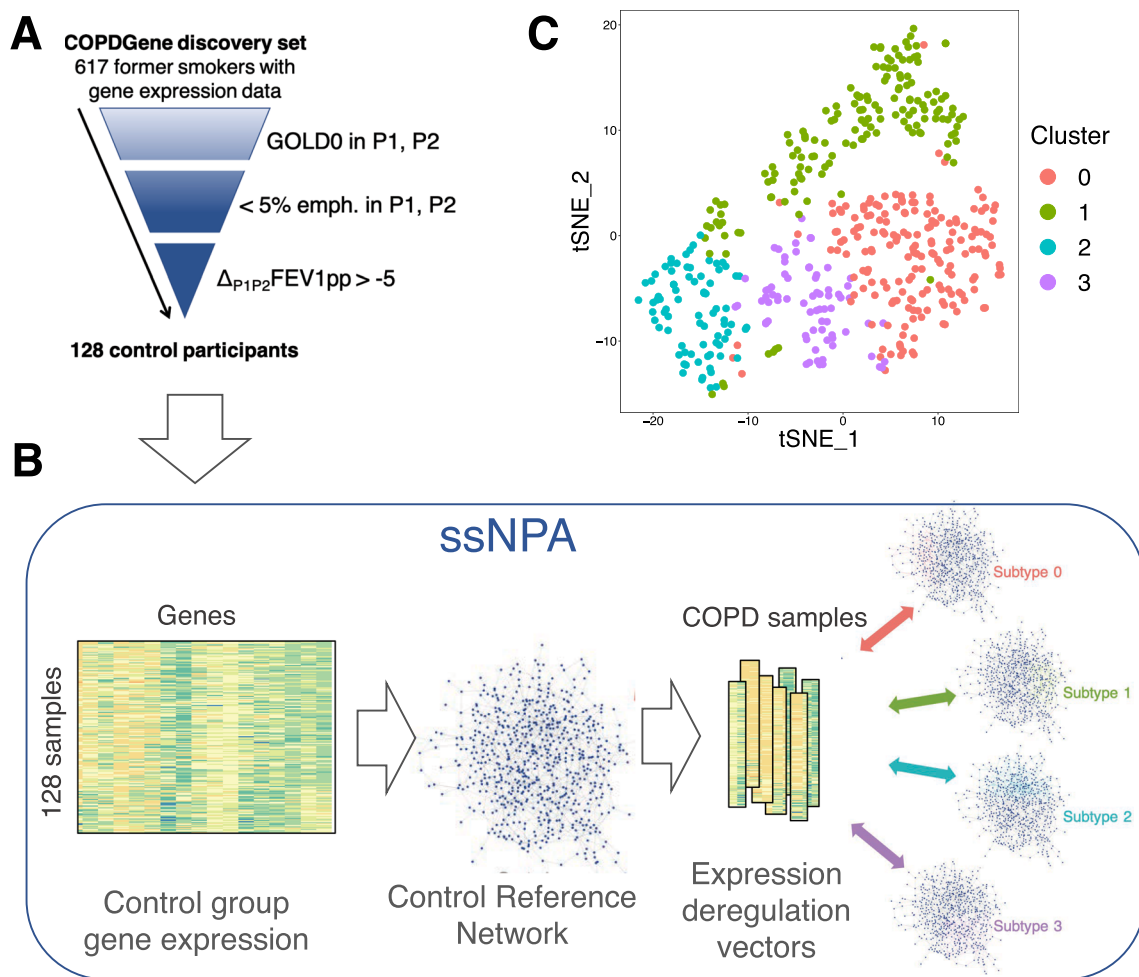 A
COPDGene discovery set
617 former smokers with
gene expression data
GOLD0 in P1, P2
< 5% emph. in P1, P2
ΔP1P2FEV1pp > -5
128 control participants
C
20
10
0
−10
−20
−10
0
10
tSNE_2
tSNE_1
Cluster
0
1
2
3
B
ssNPA
Genes
128 samples
Control group
gene expression
Control Reference
Network
COPD samples
Expression
deregulation
vectors
Subtype 0
Subtype 1
Subtype 2
Subtype 3